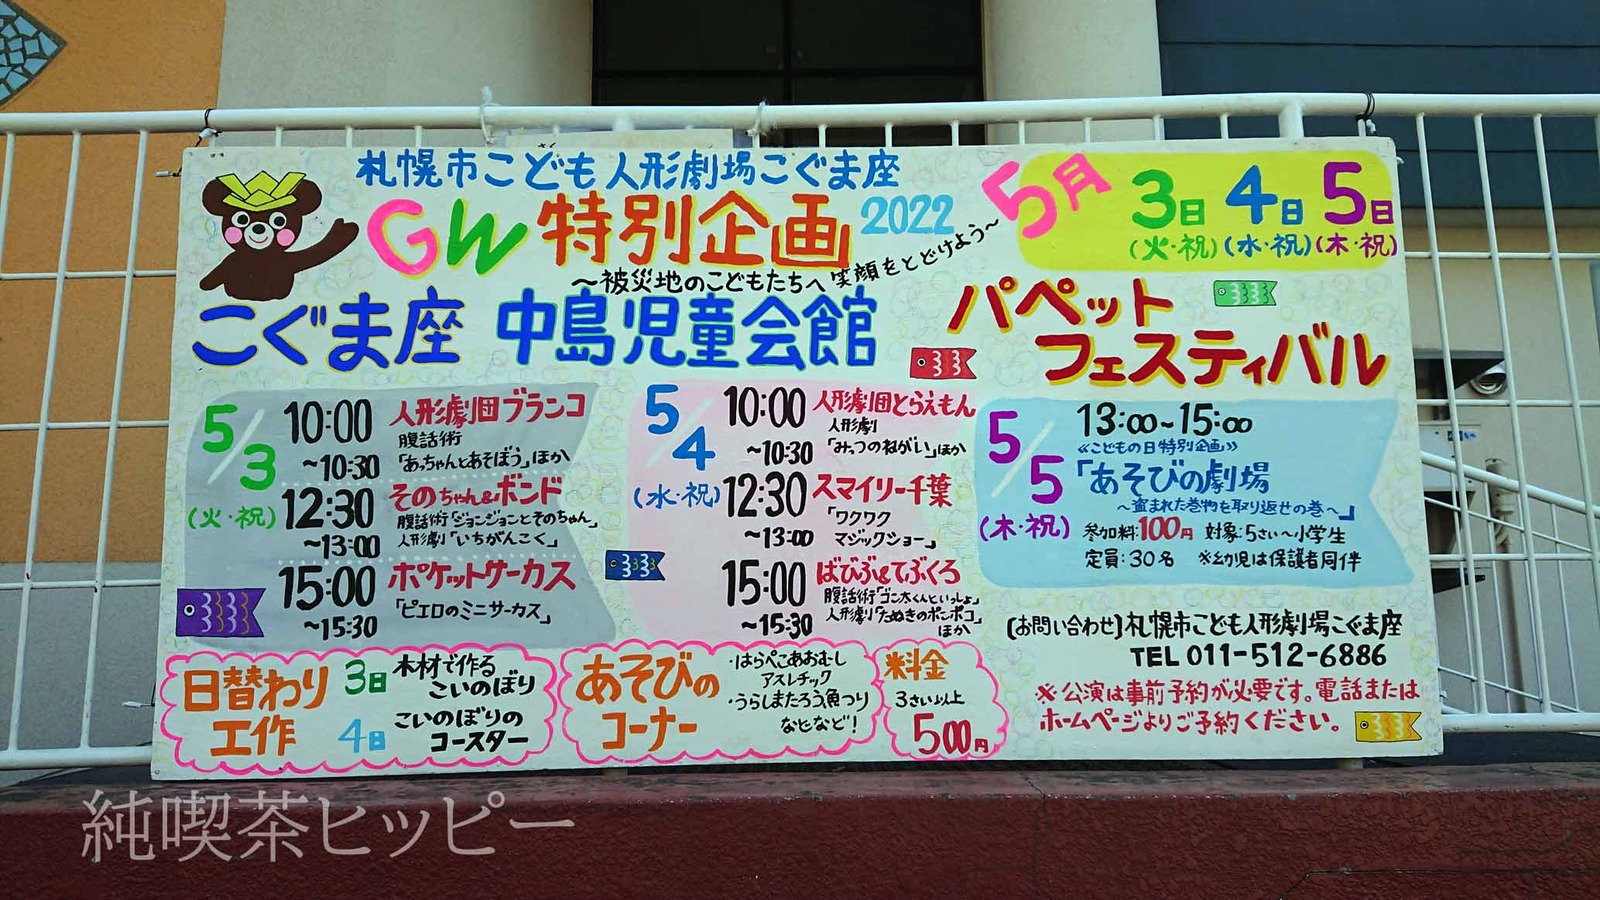 札幌市こども人形劇場こぐま座
GW特別企画2022
～被災地のこどもたちへ笑顔をとどけよう～
5月 3日 4日 5日
(火・祝)(水・祝)(木・祝)
こぐま座 中島児童会館
パペット
フェスティバル
5/3
(火・祝)
10:00
～10:30
人形劇団ブランコ
腹話術
「あっちゃんとあそぼう」ほか
12:30
～13:00
そのちゃん&ボンド
腹話術「ジョンジョンとそのちゃん」
人形劇「いちがんこく」
15:00
～15:30
ポケットサーカス
「ピエロのミニサーカス」
5/4
(水・祝)
10:00
～10:30
人形劇団とらえもん
人形劇
「みっつのねがい」ほか
12:30
～13:00
スマイリー千葉
「ワクワク
マジックショー」
15:00
～15:30
ばびぶ&てぶくろ
腹話術「ゴン太くんといっしょ」
人形劇「たぬきのポンポコ」
ほか
5/5
(木・祝)
13:00～15:00
≪こどもの日特別企画≫
「あそびの劇場
～盗まれた巻物を取り返せの巻～」
参加料:100円 対象:5さい～小学生
定員:30名 ※幼児は保護者同伴
日替わり
工作
3日 木材で作る
こいのぼり
4日 こいのぼりの
コースター
あそびの
コーナー
・はらぺこあおむし
アスレチック
・うらしまたろう魚つり
などなど!
料金
3さい以上
500円
〔お問い合わせ〕札幌市こども人形劇場こぐま座
TEL 011-512-6886
※公演は事前予約が必要です。電話または
ホームページよりご予約ください。
純喫茶ヒッピー